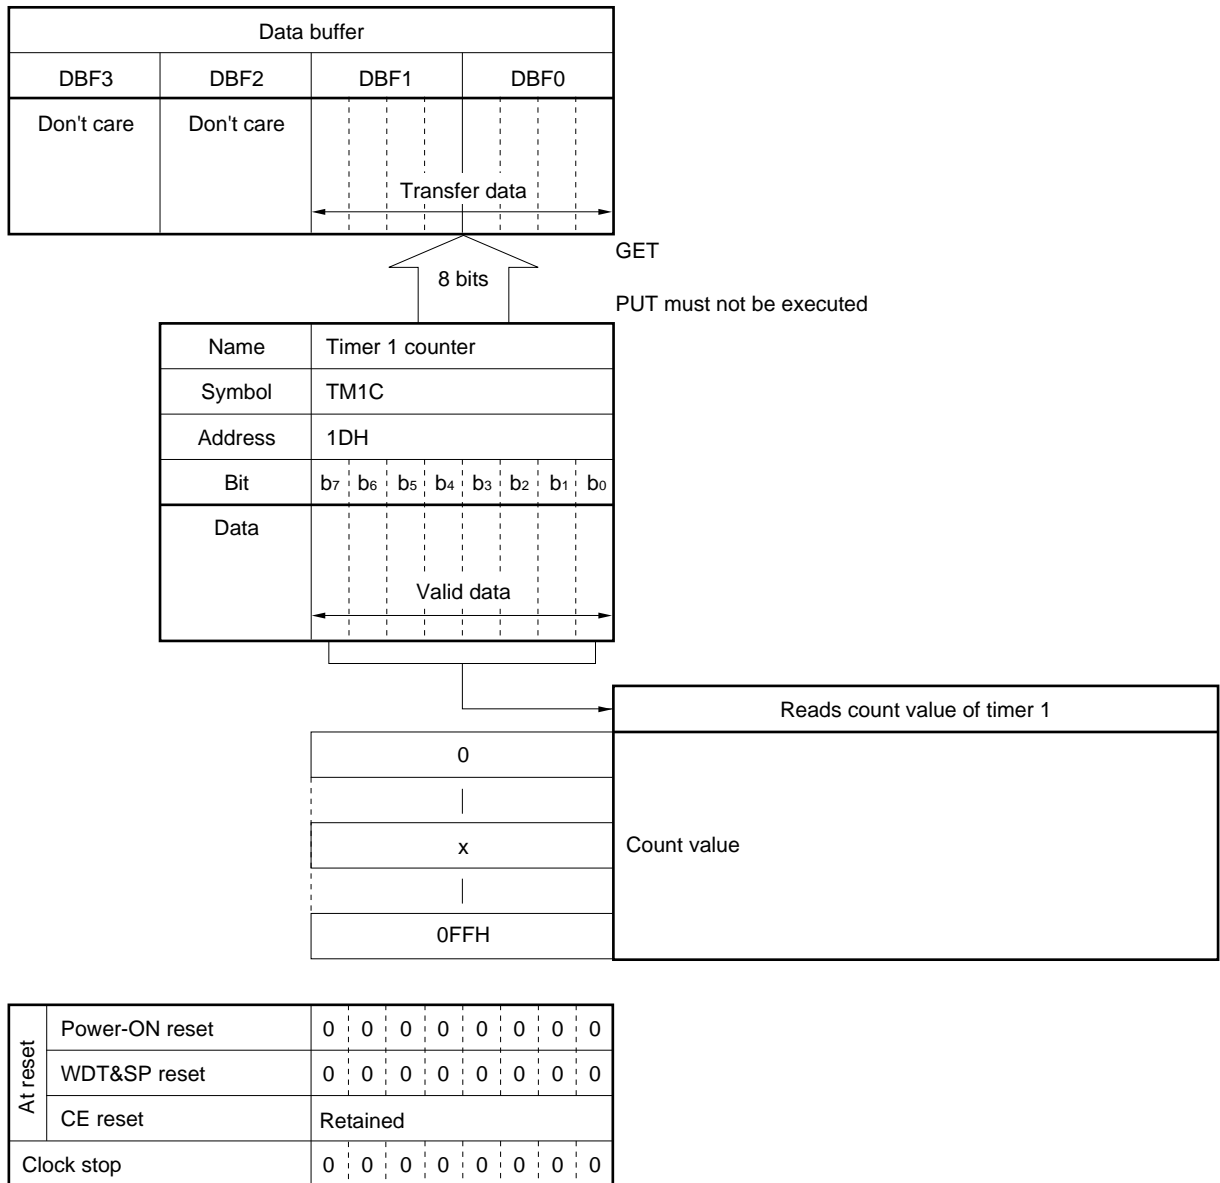 Data buffer
DBF3 DBF2 DBF1 DBF0
Don't care Don't care
Transfer data
GET
8 bits
PUT must not be executed
Name Timer 1 counter
Symbol TM1C
Address 1DH
Bit b7 b6 b5 b4 b3 b2 b1 b0
Data
Valid data
Reads count value of timer 1
0
x Count value
0FFH
At reset
Power-ON reset 0 0 0 0 0 0 0 0
WDT&SP reset 0 0 0 0 0 0 0 0
CE reset Retained
Clock stop 0 0 0 0 0 0 0 0